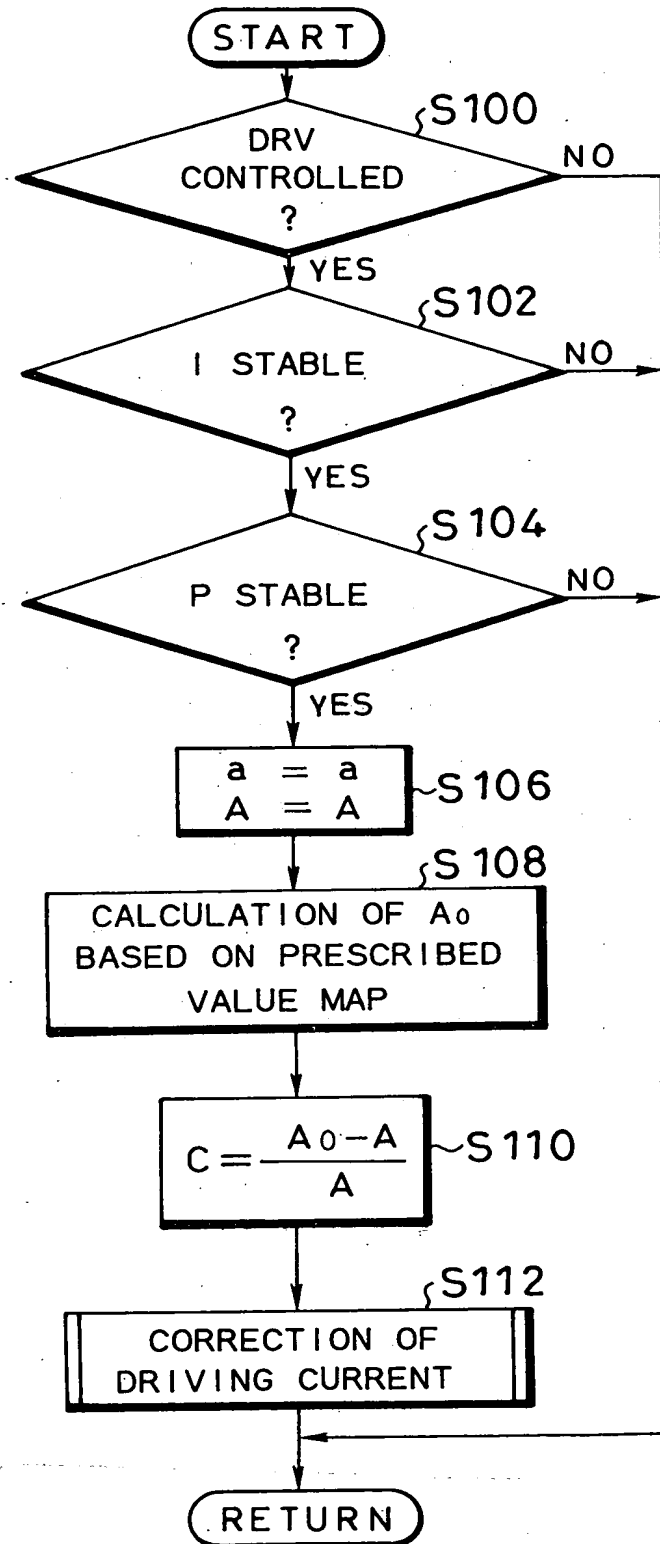 START
S100
DRV
CONTROLLED
?
NO
YES
S102
I STABLE
?
NO
YES
S104
P STABLE
?
NO
YES
a = a
A = A
S106
S108
CALCULATION OF A₀
BASED ON PRESCRIBED
VALUE MAP
C = (A₀ - A) / A
S110
S112
CORRECTION OF
DRIVING CURRENT
RETURN